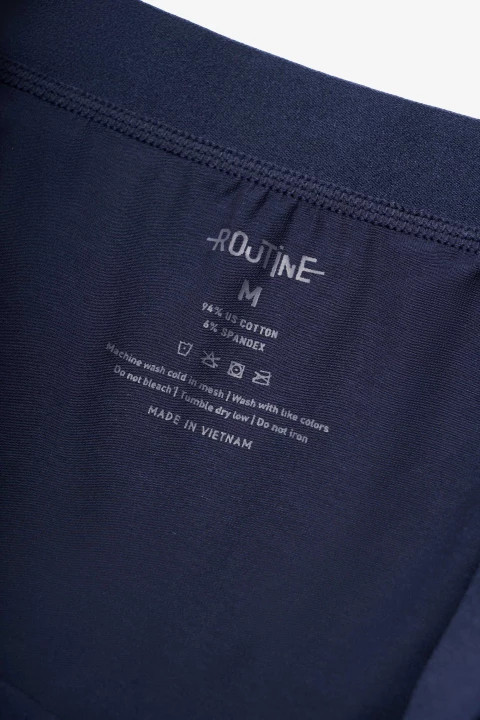 ROUTINE
M
94% US COTTON
6% SPANDEX
Machine wash cold in mesh | Wash with like colors
Do not bleach | Tumble dry low | Do not iron
MADE IN VIETNAM